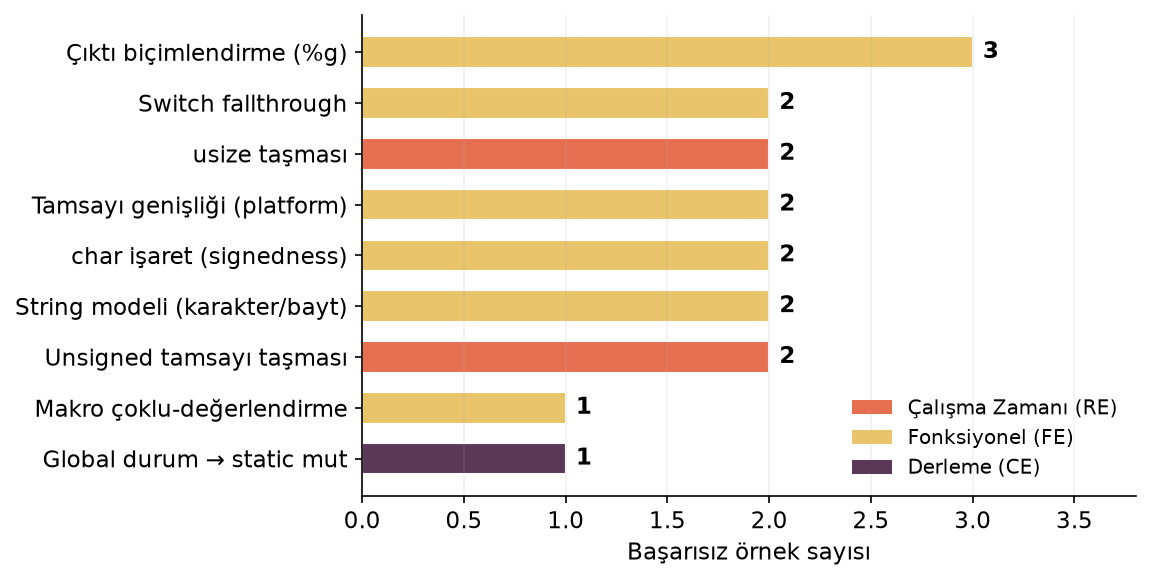 Çıktı biçimlendirme (%g) 3
Switch fallthrough 2
usize taşması 2
Tamsayı genişliği (platform) 2
char işaret (signedness) 2
String modeli (karakter/bayt) 2
Unsigned tamsayı taşması 2
Makro çoklu-değerlendirme 1
Global durum → static mut 1
Çalışma Zamanı (RE)
Fonksiyonel (FE)
Derleme (CE)
0.0 0.5 1.0 1.5 2.0 2.5 3.0 3.5
Başarısız örnek sayısı